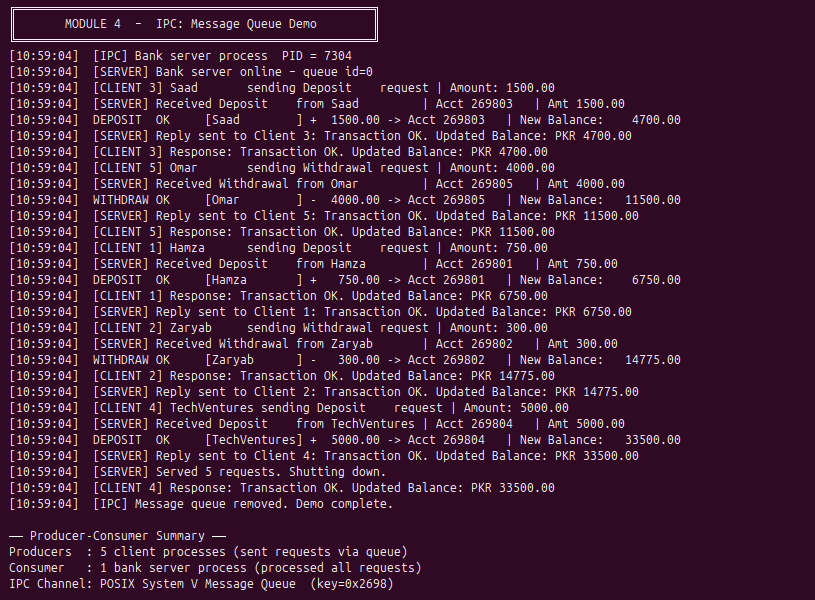 MODULE 4  –  IPC: Message Queue Demo
[10:59:04]  [IPC] Bank server process  PID = 7304
[10:59:04]  [SERVER] Bank server online – queue id=0
[10:59:04]  [CLIENT 3] Saad       sending Deposit    request | Amount: 1500.00
[10:59:04]  [SERVER] Received Deposit    from Saad         | Acct 269803   | Amt 1500.00
[10:59:04]  DEPOSIT  OK     [Saad        ] +  1500.00 -> Acct 269803   | New Balance:    4700.00
[10:59:04]  [SERVER] Reply sent to Client 3: Transaction OK. Updated Balance: PKR 4700.00
[10:59:04]  [CLIENT 3] Response: Transaction OK. Updated Balance: PKR 4700.00
[10:59:04]  [CLIENT 5] Omar       sending Withdrawal request | Amount: 4000.00
[10:59:04]  [SERVER] Received Withdrawal from Omar         | Acct 269805   | Amt 4000.00
[10:59:04]  WITHDRAW OK     [Omar        ] -  4000.00 -> Acct 269805   | New Balance:   11500.00
[10:59:04]  [SERVER] Reply sent to Client 5: Transaction OK. Updated Balance: PKR 11500.00
[10:59:04]  [CLIENT 5] Response: Transaction OK. Updated Balance: PKR 11500.00
[10:59:04]  [CLIENT 1] Hamza      sending Deposit    request | Amount: 750.00
[10:59:04]  [SERVER] Received Deposit    from Hamza        | Acct 269801   | Amt 750.00
[10:59:04]  DEPOSIT  OK     [Hamza       ] +   750.00 -> Acct 269801   | New Balance:    6750.00
[10:59:04]  [CLIENT 1] Response: Transaction OK. Updated Balance: PKR 6750.00
[10:59:04]  [SERVER] Reply sent to Client 1: Transaction OK. Updated Balance: PKR 6750.00
[10:59:04]  [CLIENT 2] Zaryab     sending Withdrawal request | Amount: 300.00
[10:59:04]  [SERVER] Received Withdrawal from Zaryab       | Acct 269802   | Amt 300.00
[10:59:04]  WITHDRAW OK     [Zaryab      ] -   300.00 -> Acct 269802   | New Balance:   14775.00
[10:59:04]  [CLIENT 2] Response: Transaction OK. Updated Balance: PKR 14775.00
[10:59:04]  [SERVER] Reply sent to Client 2: Transaction OK. Updated Balance: PKR 14775.00
[10:59:04]  [CLIENT 4] TechVentures sending Deposit    request | Amount: 5000.00
[10:59:04]  [SERVER] Received Deposit    from TechVentures | Acct 269804   | Amt 5000.00
[10:59:04]  DEPOSIT  OK     [TechVentures] +  5000.00 -> Acct 269804   | New Balance:   33500.00
[10:59:04]  [SERVER] Reply sent to Client 4: Transaction OK. Updated Balance: PKR 33500.00
[10:59:04]  [SERVER] Served 5 requests. Shutting down.
[10:59:04]  [CLIENT 4] Response: Transaction OK. Updated Balance: PKR 33500.00
[10:59:04]  [IPC] Message queue removed. Demo complete.
—— Producer-Consumer Summary ——
Producers  : 5 client processes (sent requests via queue)
Consumer   : 1 bank server process (processed all requests)
IPC Channel: POSIX System V Message Queue  (key=0x2698)